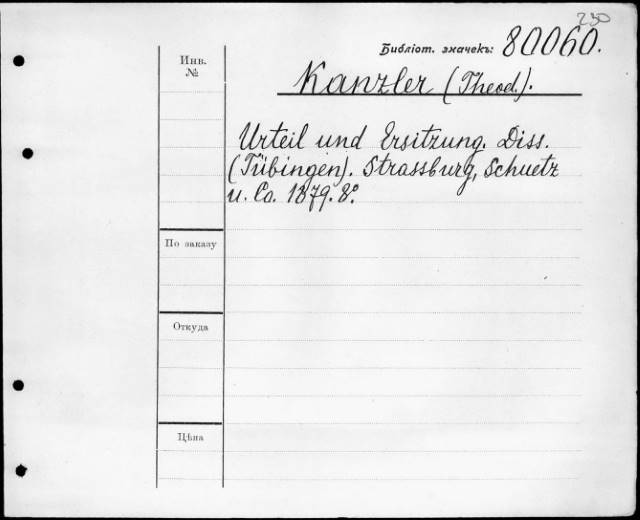 230
Библіот. значекъ: 80060.
Инв. №
Kanzler (Theod.).
Urteil und Ersitzung. Diss.
(Tübingen). Strassburg, Schuetz
u. Co. 1879. 8º.
По заказу
Откуда
Цѣна